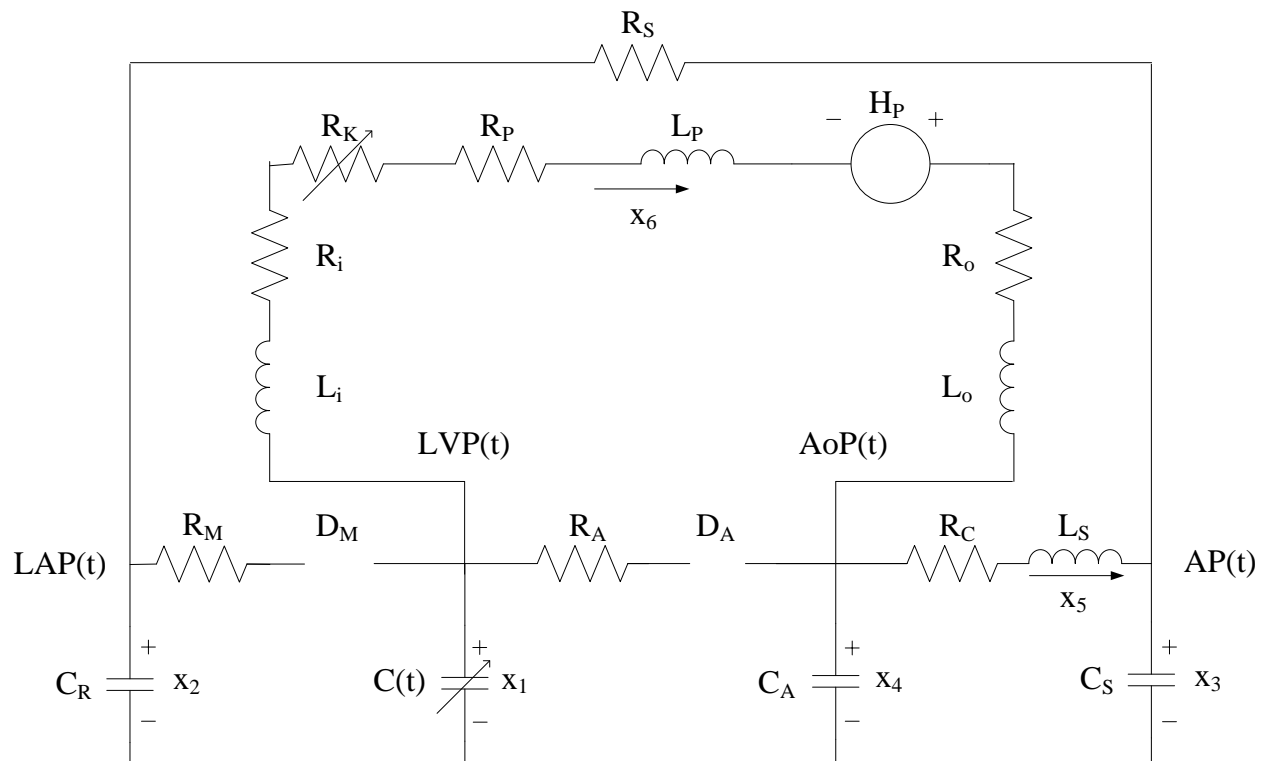 R_S
H_P
− +
R_K R_P L_P
x_6
R_i R_o
L_i L_o
LVP(t) AoP(t)
R_M D_M R_A D_A R_C L_S
LAP(t) AP(t)
x_5
+ + + +
C_R x_2 C(t) x_1 C_A x_4 C_S x_3
− − − −